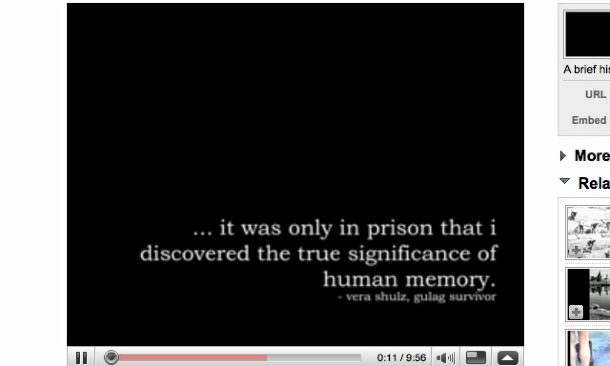 ... it was only in prison that i
discovered the true significance of
human memory.
- vera shulz, gulag survivor
0:11 / 9:56
A brief his
URL
Embed
More
Rela